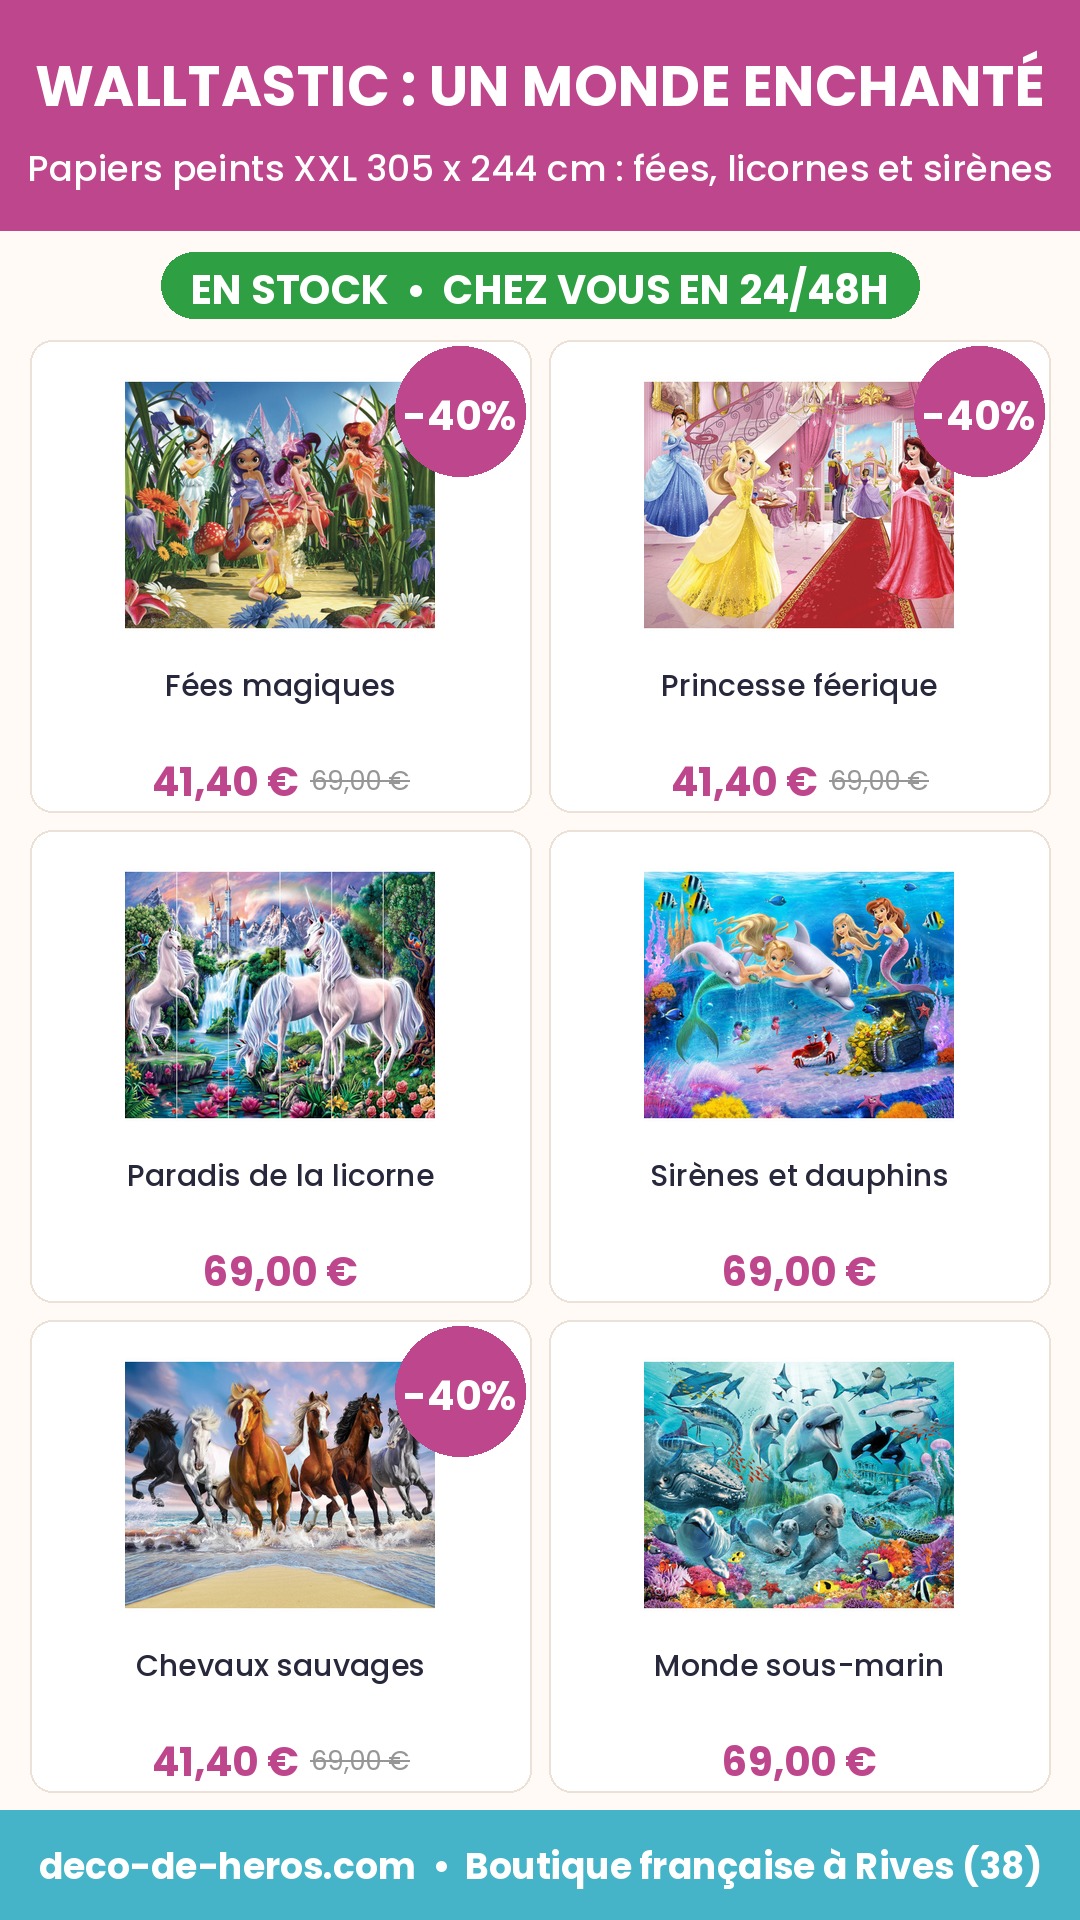 WALLTASTIC : UN MONDE ENCHANTÉ
Papiers peints XXL 305 x 244 cm : fées, licornes et sirènes
EN STOCK • CHEZ VOUS EN 24/48H
-40%
Fées magiques
41,40 € 69,00 €
-40%
Princesse féerique
41,40 € 69,00 €
Paradis de la licorne
69,00 €
Sirènes et dauphins
69,00 €
-40%
Chevaux sauvages
41,40 € 69,00 €
Monde sous-marin
69,00 €
deco-de-heros.com • Boutique française à Rives (38)